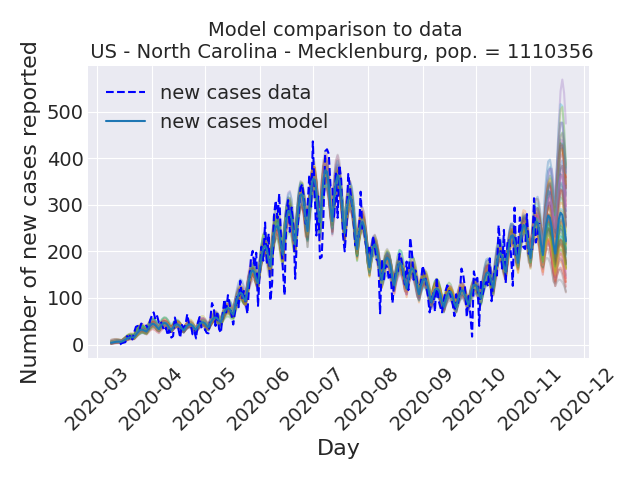 Model comparison to data
US - North Carolina - Mecklenburg, pop. = 1110356
Number of new cases reported
500
400
300
200
100
0
new cases data
new cases model
2020-03
2020-04
2020-05
2020-06
2020-07
2020-08
2020-09
2020-10
2020-11
2020-12
Day